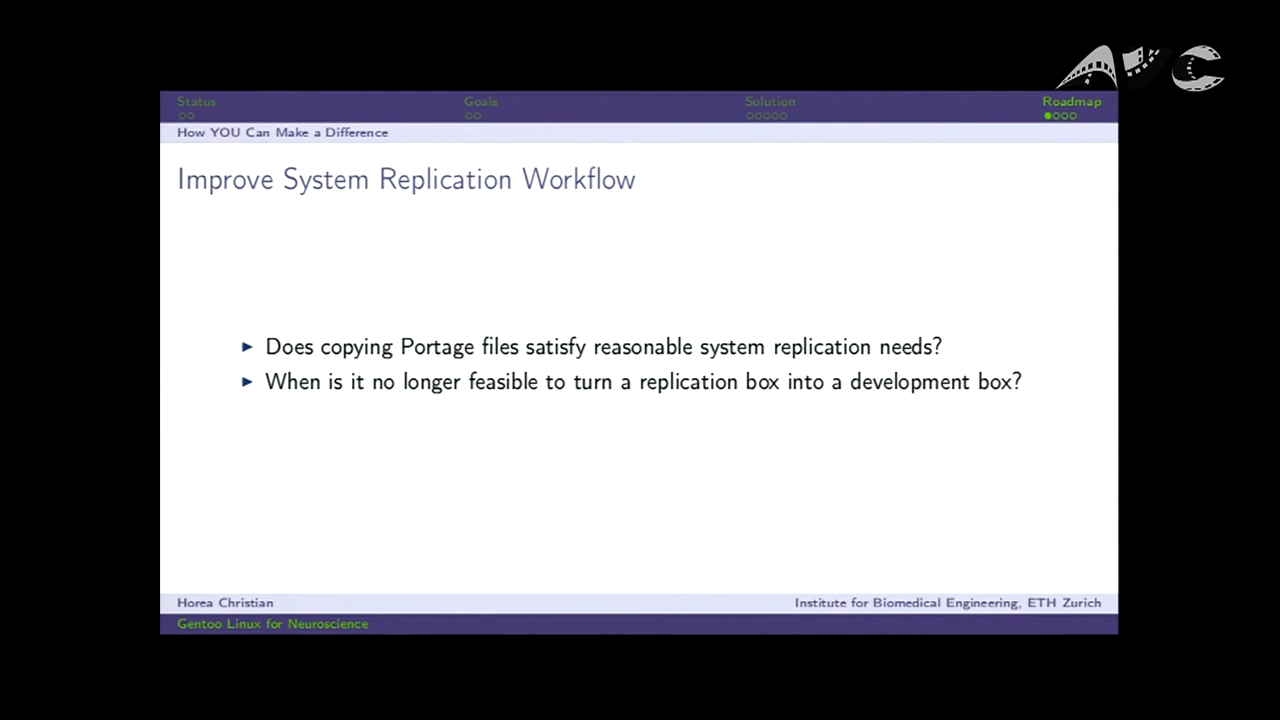 AVC
Status Goals Solution Roadmap
How YOU Can Make a Difference
Improve System Replication Workflow
Does copying Portage files satisfy reasonable system replication needs?
When is it no longer feasible to turn a replication box into a development box?
Horea Christian Institute for Biomedical Engineering, ETH Zurich
Gentoo Linux for Neuroscience